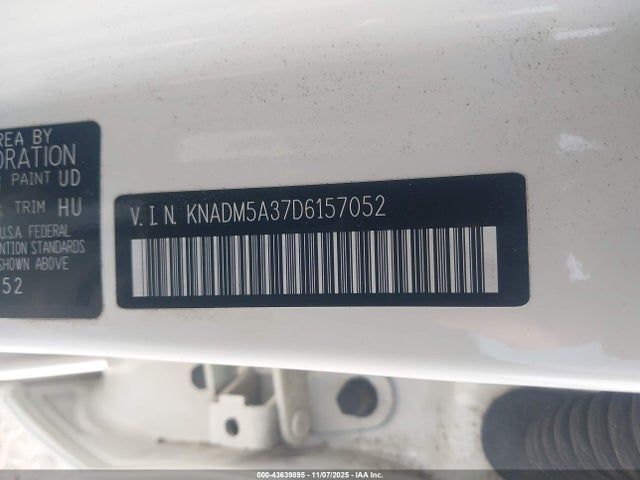 REA BY
ORATION
PAINT UD
TRIM HU
U.S.A. FEDERAL
NTION STANDARDS
SHOWN ABOVE
52
V.I.N. KNADM5A37D6157052
000-43639895 | 11/07/2025 | IAA Inc.